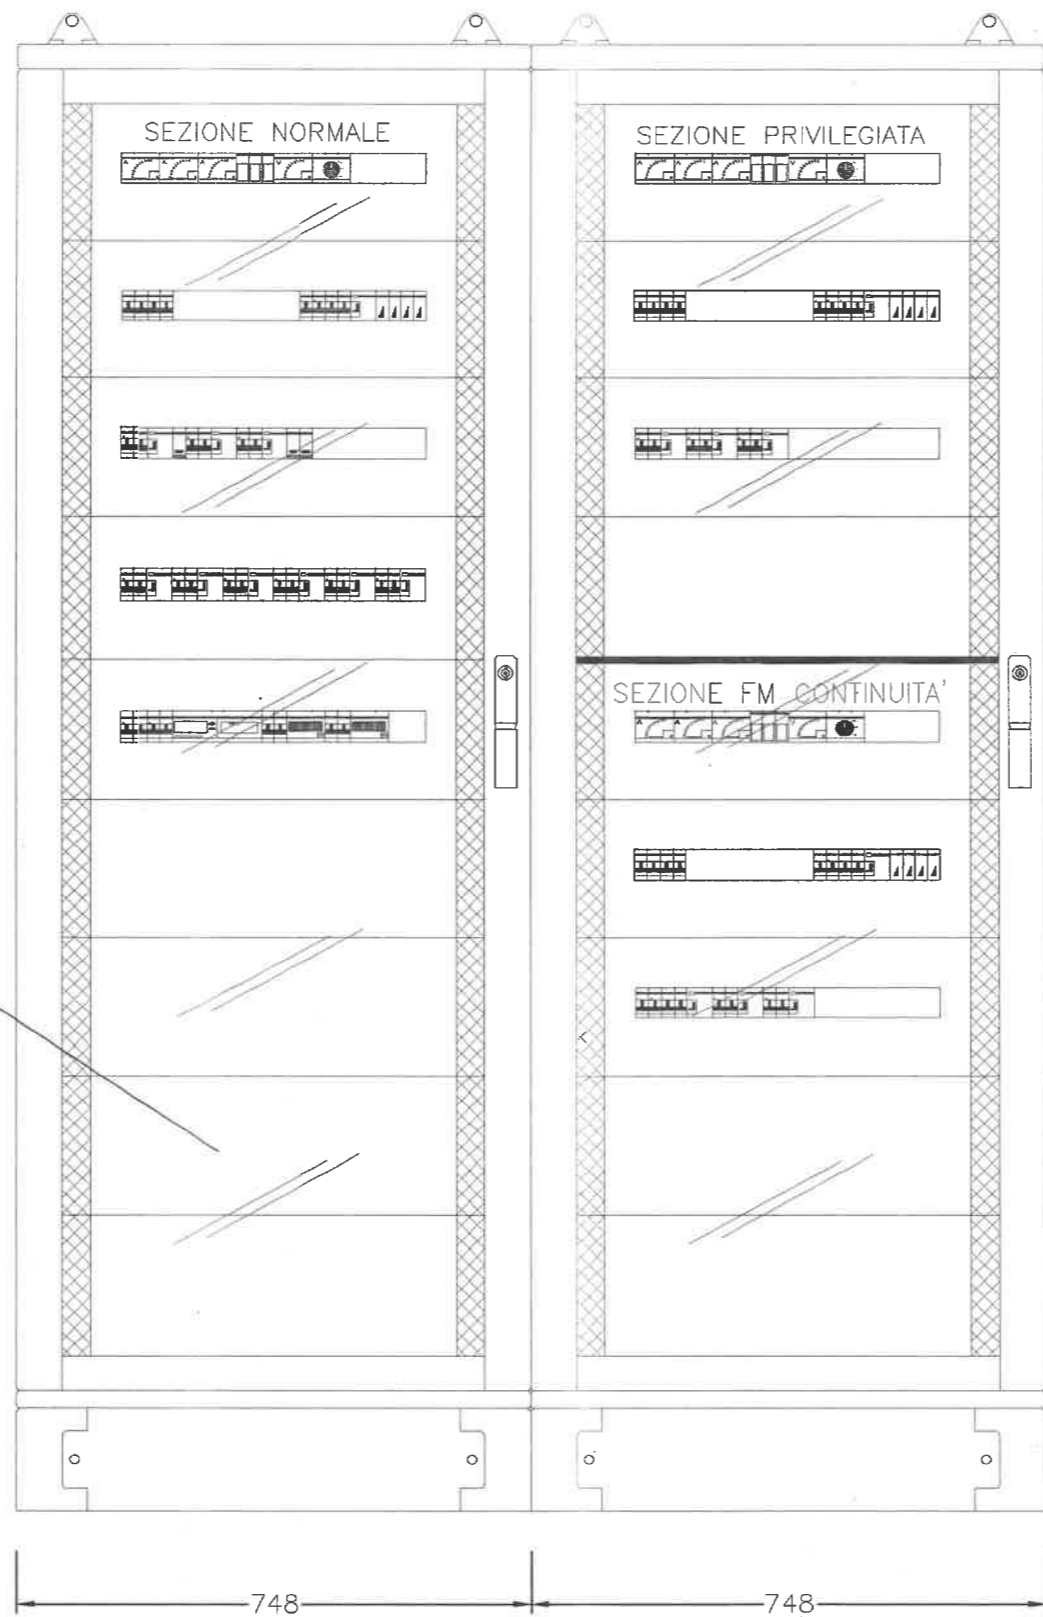 SEZIONE NORMALE
SEZIONE PRIVILEGIATA
SEZIONE FM CONTINUITA'
748
748